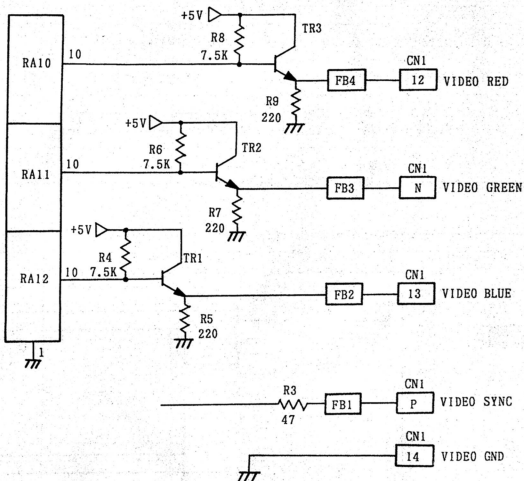 +5V
R8
7.5K
TR3
RA10
10
CN1
FB4
12
VIDEO RED
R9
220
+5V
R6
7.5K
TR2
RA11
10
CN1
FB3
N
VIDEO GREEN
R7
220
+5V
R4
7.5K
TR1
RA12
10
CN1
FB2
13
VIDEO BLUE
R5
220
1
R3
47
CN1
FB1
P
VIDEO SYNC
CN1
14
VIDEO GND